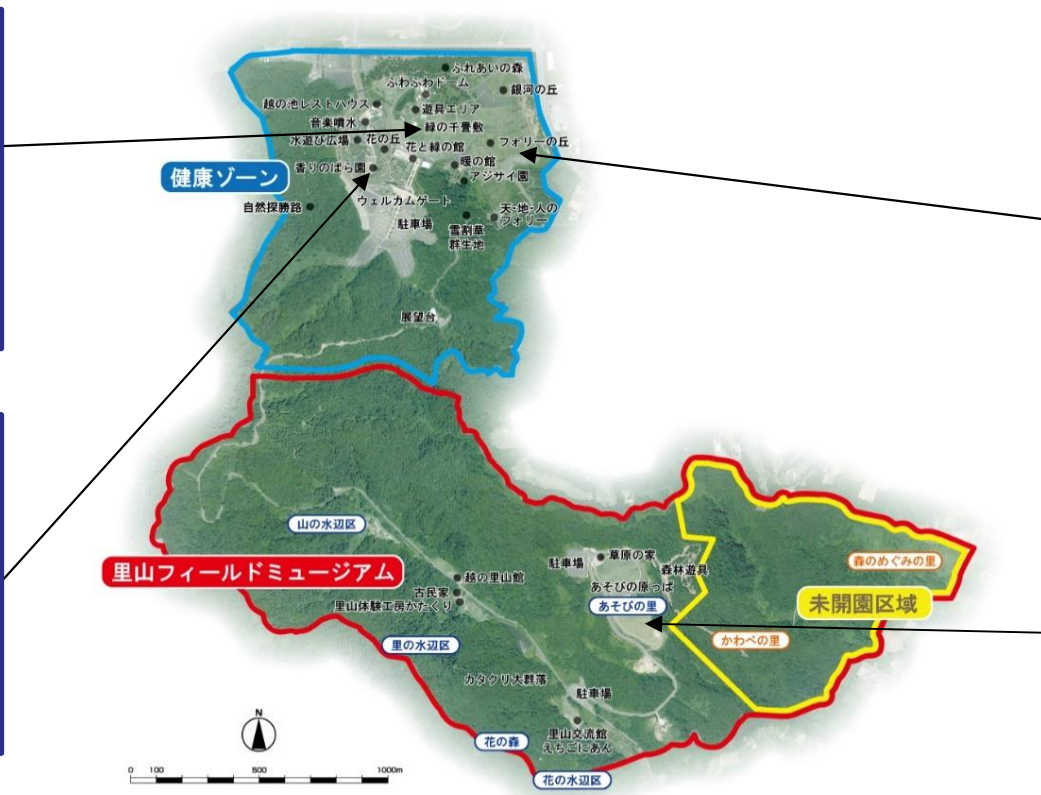 ふれあいの森
ふわふわドーム
銀河の丘
越の池レストハウス
遊具エリア
音楽噴水
緑の千畳敷
水遊び広場
花の丘
フォリーの丘
花と緑の館
暖の館
香りのばら園
アジサイ園
健康ゾーン
ウェルカムゲート
自然探勝路
天・地・人の
フォリー
駐車場
雪割草
群生地
展望台
山の水辺区
駐車場
草原の家
森林遊具
森のめぐみの里
里山フィールドミュージアム
越の里山館
あそびの原っぱ
古民家
里山体験工房かたくり
あそびの里
未開園区域
里の水辺区
かわべの里
カタクリ大群落
駐車場
里山交流館
えちごにあん
花の森
花の水辺区
N
0 100 500 1000m